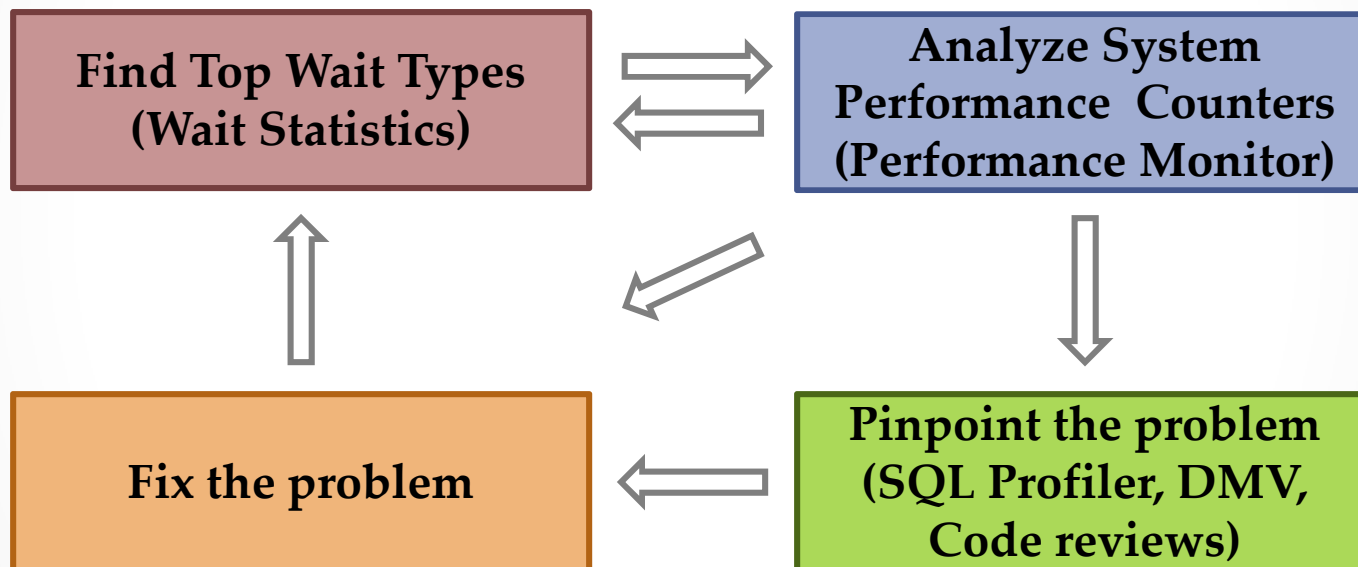 Find Top Wait Types
(Wait Statistics)
Analyze System
Performance  Counters
(Performance Monitor)
Fix the problem
Pinpoint the problem
(SQL Profiler, DMV,
Code reviews)